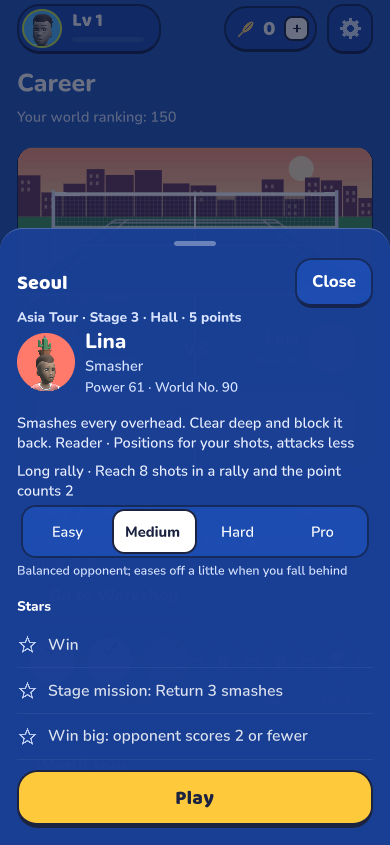 Lv 1
0
+
Career
Your world ranking: 150
Seoul
Close
Asia Tour · Stage 3 · Hall · 5 points
Lina
Smasher
Power 61 · World No. 90
Smashes every overhead. Clear deep and block it
back. Reader · Positions for your shots, attacks less
Long rally · Reach 8 shots in a rally and the point
counts 2
Easy
Medium
Hard
Pro
Balanced opponent; eases off a little when you fall behind
Stars
Win
Stage mission: Return 3 smashes
Win big: opponent scores 2 or fewer
Play